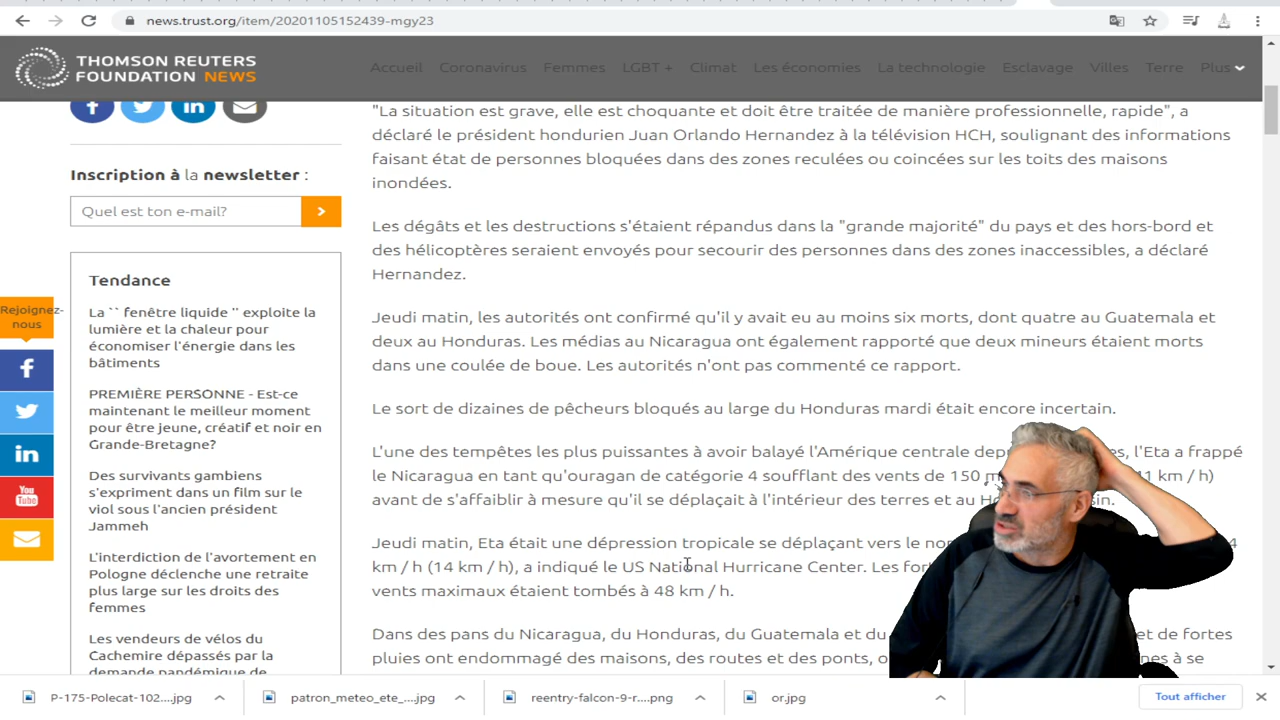 news.trust.org/item/20201105152439-mgy23
THOMSON REUTERS
FOUNDATION NEWS
Accueil Coronavirus Femmes LGBT + Climat Les économies La technologie Esclavage Villes Terre Plus
Inscription à la newsletter :
Quel est ton e-mail?
Tendance
La `` fenêtre liquide '' exploite la
lumière et la chaleur pour
économiser l'énergie dans les
bâtiments
PREMIÈRE PERSONNE - Est-ce
maintenant le meilleur moment
pour être jeune, créatif et noir en
Grande-Bretagne?
Des survivants gambiens
s'expriment dans un film sur le
viol sous l'ancien président
Jammeh
L'interdiction de l'avortement en
Pologne déclenche une retraite
plus large sur les droits des
femmes
Les vendeurs de vélos du
Cachemire dépassés par la
demande pandémique de
Rejoignez-
nous
You
Tube
"La situation est grave, elle est choquante et doit être traitée de manière professionnelle, rapide", a
déclaré le président hondurien Juan Orlando Hernandez à la télévision HCH, soulignant des informations
faisant état de personnes bloquées dans des zones reculées ou coincées sur les toits des maisons
inondées.
Les dégâts et les destructions s'étaient répandus dans la "grande majorité" du pays et des hors-bord et
des hélicoptères seraient envoyés pour secourir des personnes dans des zones inaccessibles, a déclaré
Hernandez.
Jeudi matin, les autorités ont confirmé qu'il y avait eu au moins six morts, dont quatre au Guatemala et
deux au Honduras. Les médias au Nicaragua ont également rapporté que deux mineurs étaient morts
dans une coulée de boue. Les autorités n'ont pas commenté ce rapport.
Le sort de dizaines de pêcheurs bloqués au large du Honduras mardi était encore incertain.
L'une des tempêtes les plus puissantes à avoir balayé l'Amérique centrale l'Eta a frappé
le Nicaragua en tant qu'ouragan de catégorie 4 soufflant des vents de 150 km / h)
avant de s'affaiblir à mesure qu'il se déplaçait à l'intérieur des terres et au
Jeudi matin, Eta était une dépression tropicale se déplaçant vers le
km / h (14 km / h), a indiqué le US National Hurricane Center. Les
vents maximaux étaient tombés à 48 km / h.
Dans des pans du Nicaragua, du Honduras, du Guatemala et du et de fortes
pluies ont endommagé des maisons, des routes et des ponts, à se
P-175-Polecat-102....jpg patron_meteo_ete_....jpg reentry-falcon-9-r....png or.jpg Tout afficher